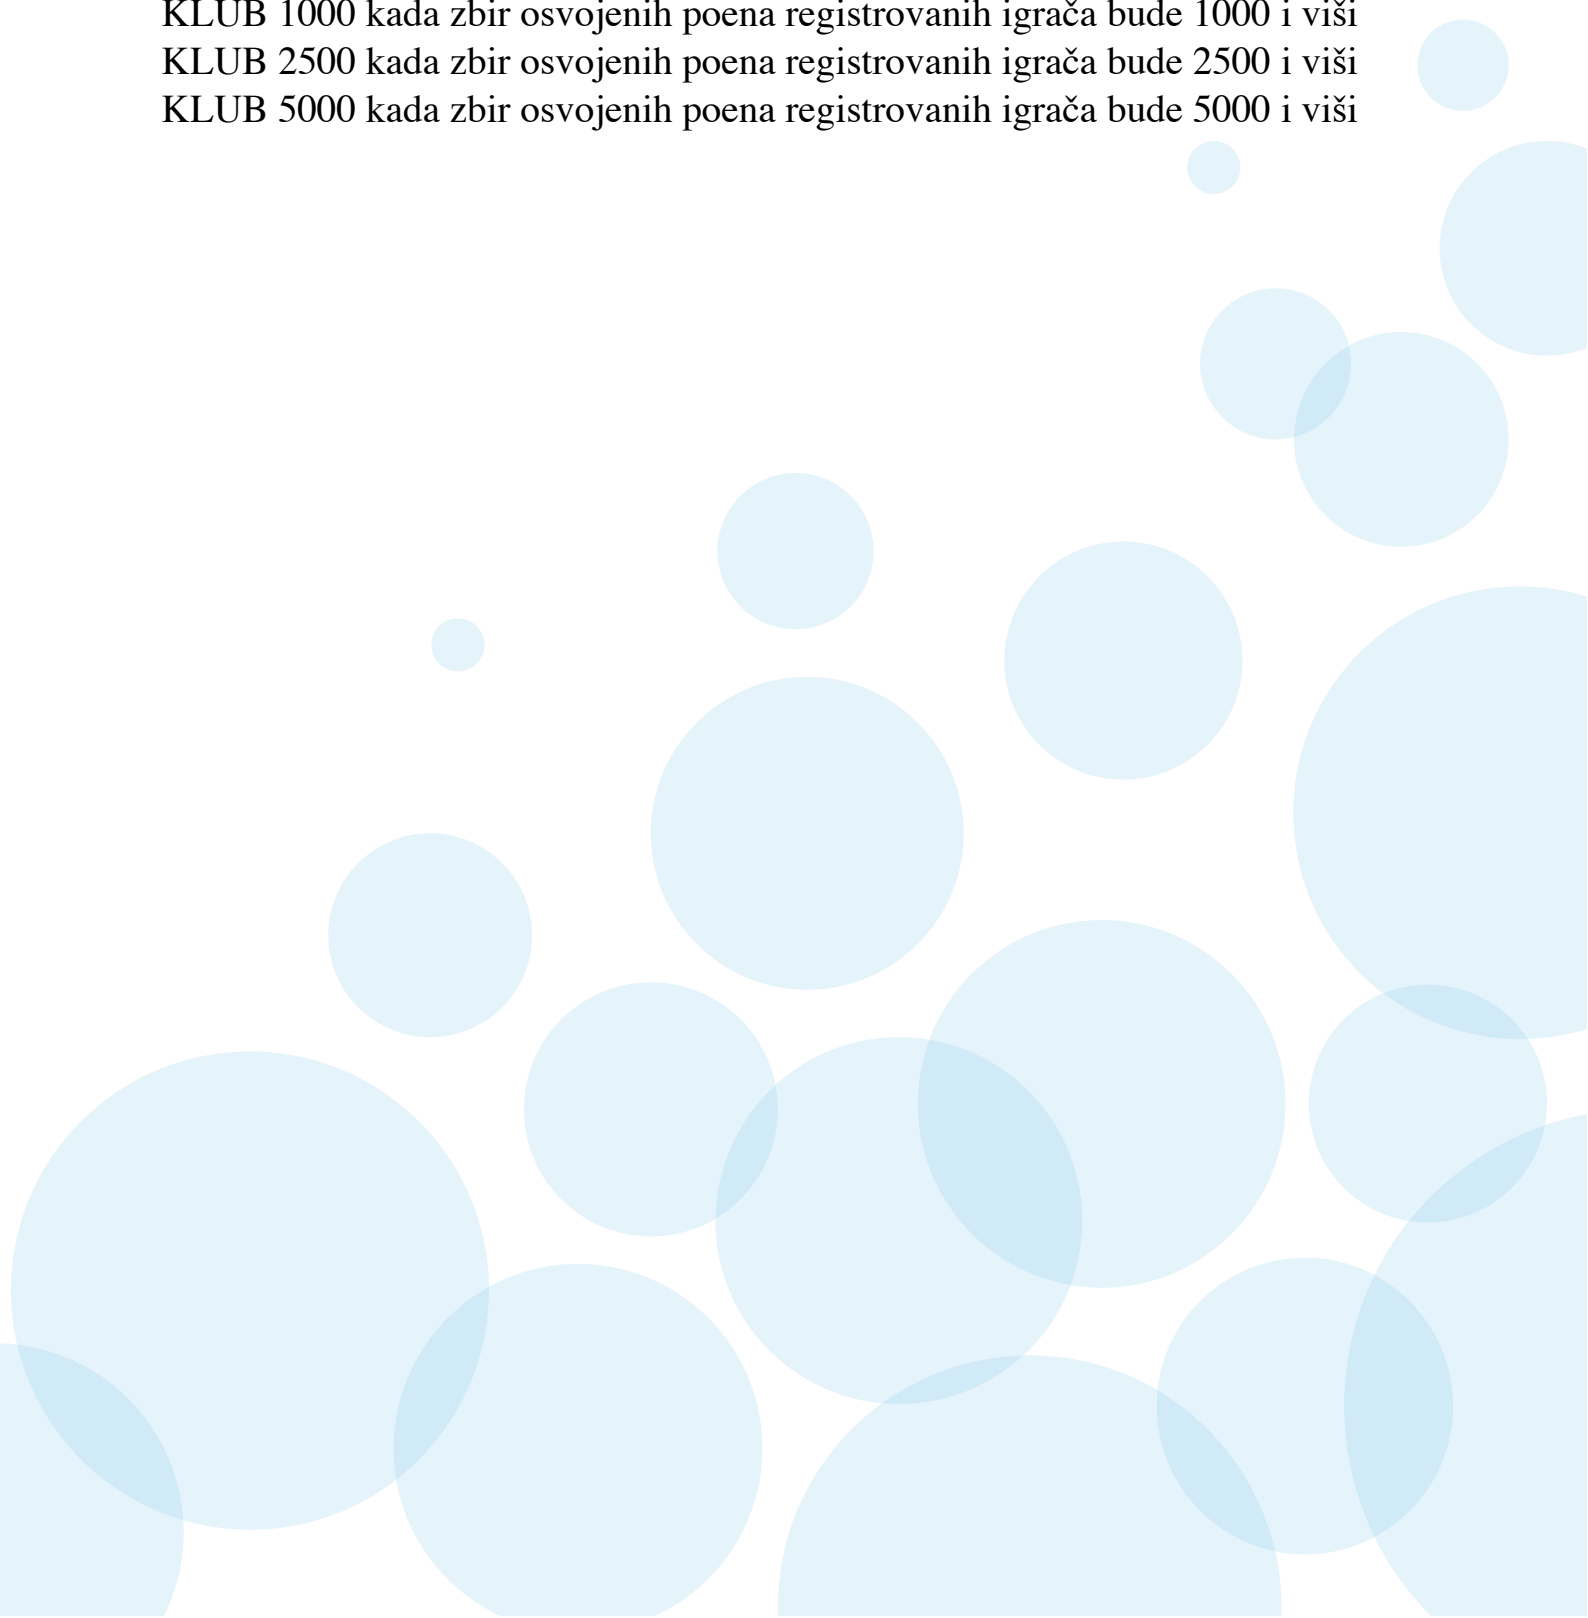 KLUB 1000 kada zbir osvojenih poena registrovanih igrača bude 1000 i viši
KLUB 2500 kada zbir osvojenih poena registrovanih igrača bude 2500 i viši
KLUB 5000 kada zbir osvojenih poena registrovanih igrača bude 5000 i viši